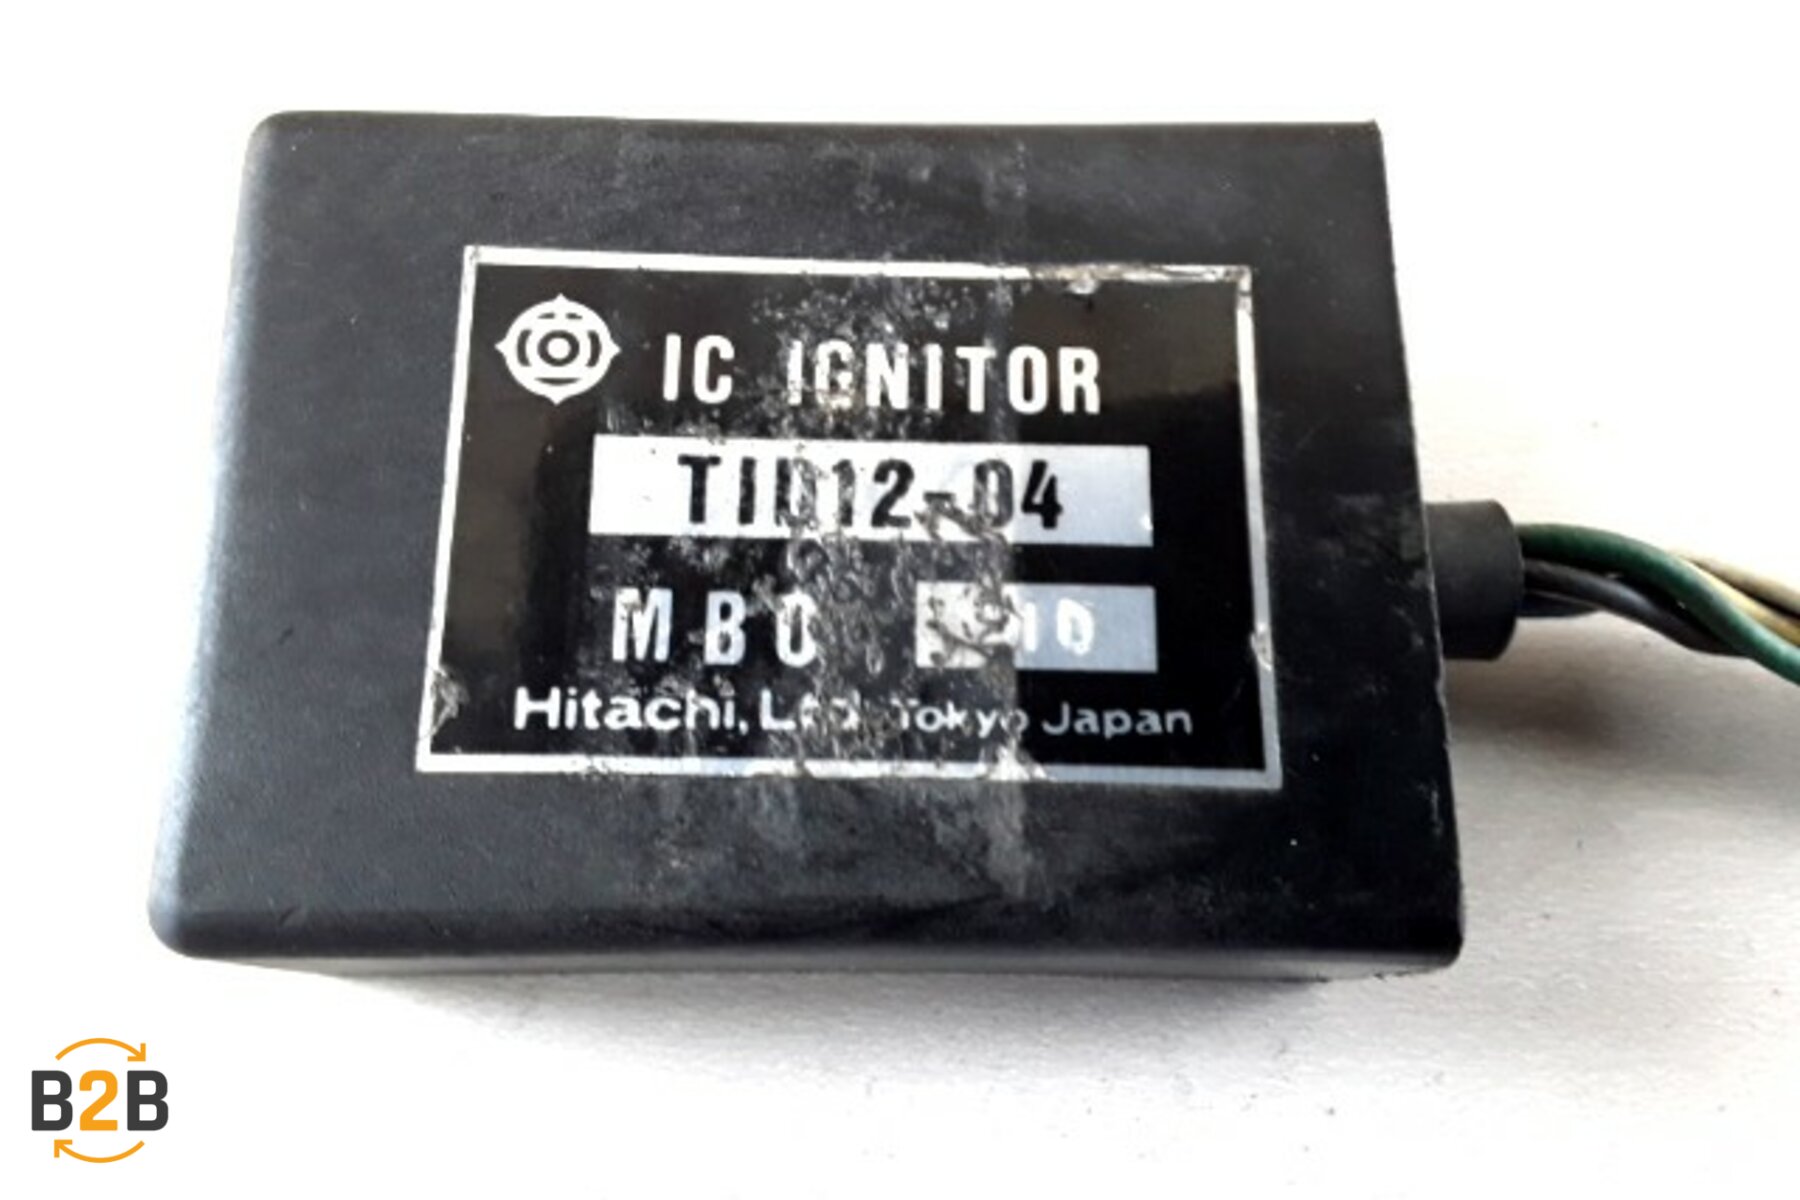 IC IGNITOR
TID12-04
MBO
Hitachi, Ltd. Tokyo Japan
B2B